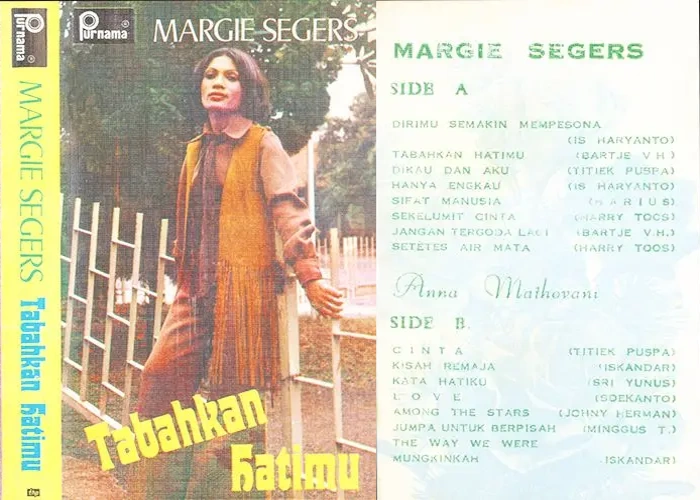 Purnama
MARGIE SEGERS
Tabahkan hatimu
Purnama
MARGIE SEGERS
Tabahkan
hatimu
MARGIE SEGERS
SIDE A
DIRIMU SEMAKIN MEMPESONA
(IS HARYANTO)
TABAHKAN HATIMU (BARTJE V.H.)
DIKAU DAN AKU (TITIEK PUSPA)
HANYA ENGKAU (IS HARYANTO)
SIFAT MANUSIA (HARIUS)
SEKELUMIT CINTA (HARRY TOOS)
JANGAN TERGODA LAGI (BARTJE V.H.)
SETETES AIR MATA (HARRY TOOS)
Anna Mathovani
SIDE B.
CINTA (TITIEK PUSPA)
KISAH REMAJA (ISKANDAR)
KATA HATIKU (SRI YUNUS)
LOVE (SOEKANTO)
AMONG THE STARS (JOHNY HERMAN)
JUMPA UNTUK BERPISAH (MINGGUS T.)
THE WAY WE WERE
MUNGKINKAH ISKANDAR)